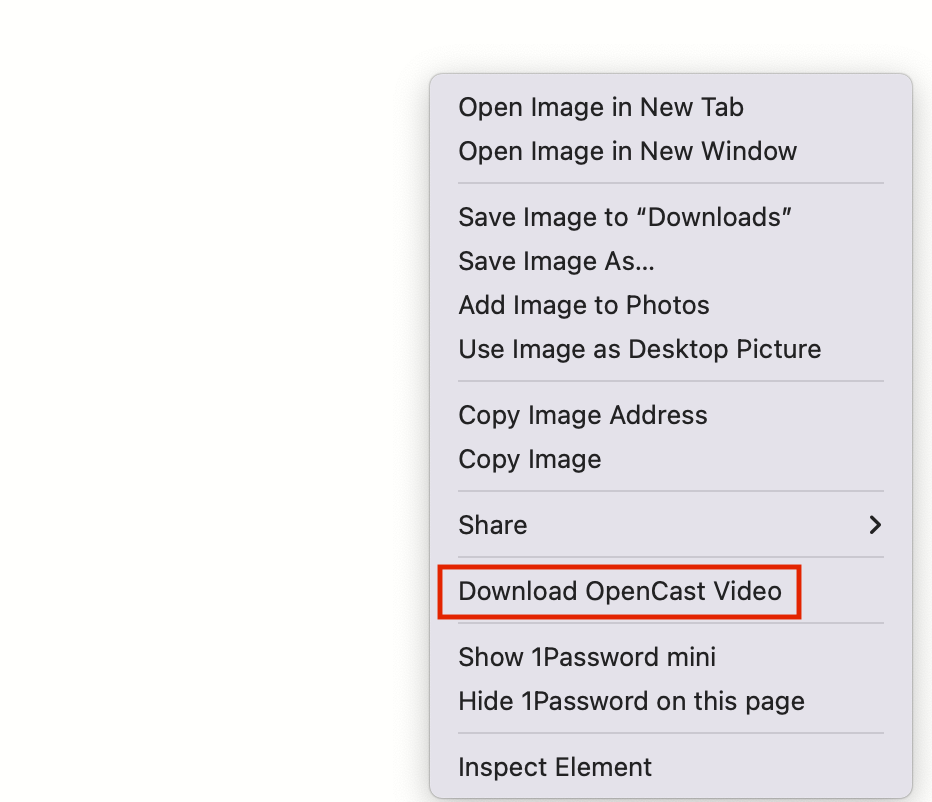 Open Image in New Tab
Open Image in New Window
Save Image to “Downloads”
Save Image As...
Add Image to Photos
Use Image as Desktop Picture
Copy Image Address
Copy Image
Share
Download OpenCast Video
Show 1Password mini
Hide 1Password on this page
Inspect Element